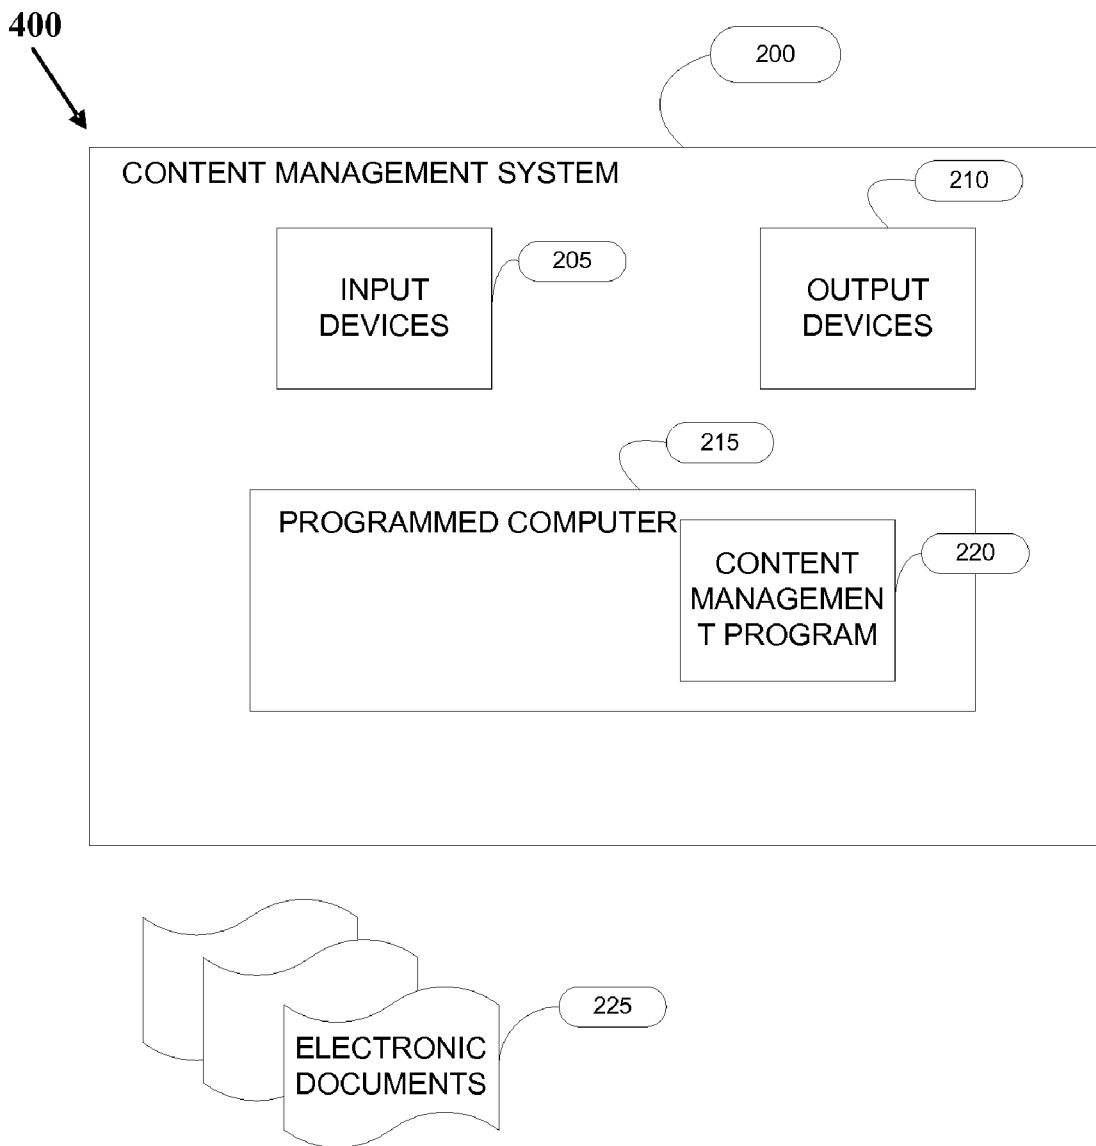 400
200
CONTENT MANAGEMENT SYSTEM
210
205
INPUT
DEVICES
OUTPUT
DEVICES
215
PROGRAMMED COMPUTER
220
CONTENT
MANAGEMEN
T PROGRAM
225
ELECTRONIC
DOCUMENTS